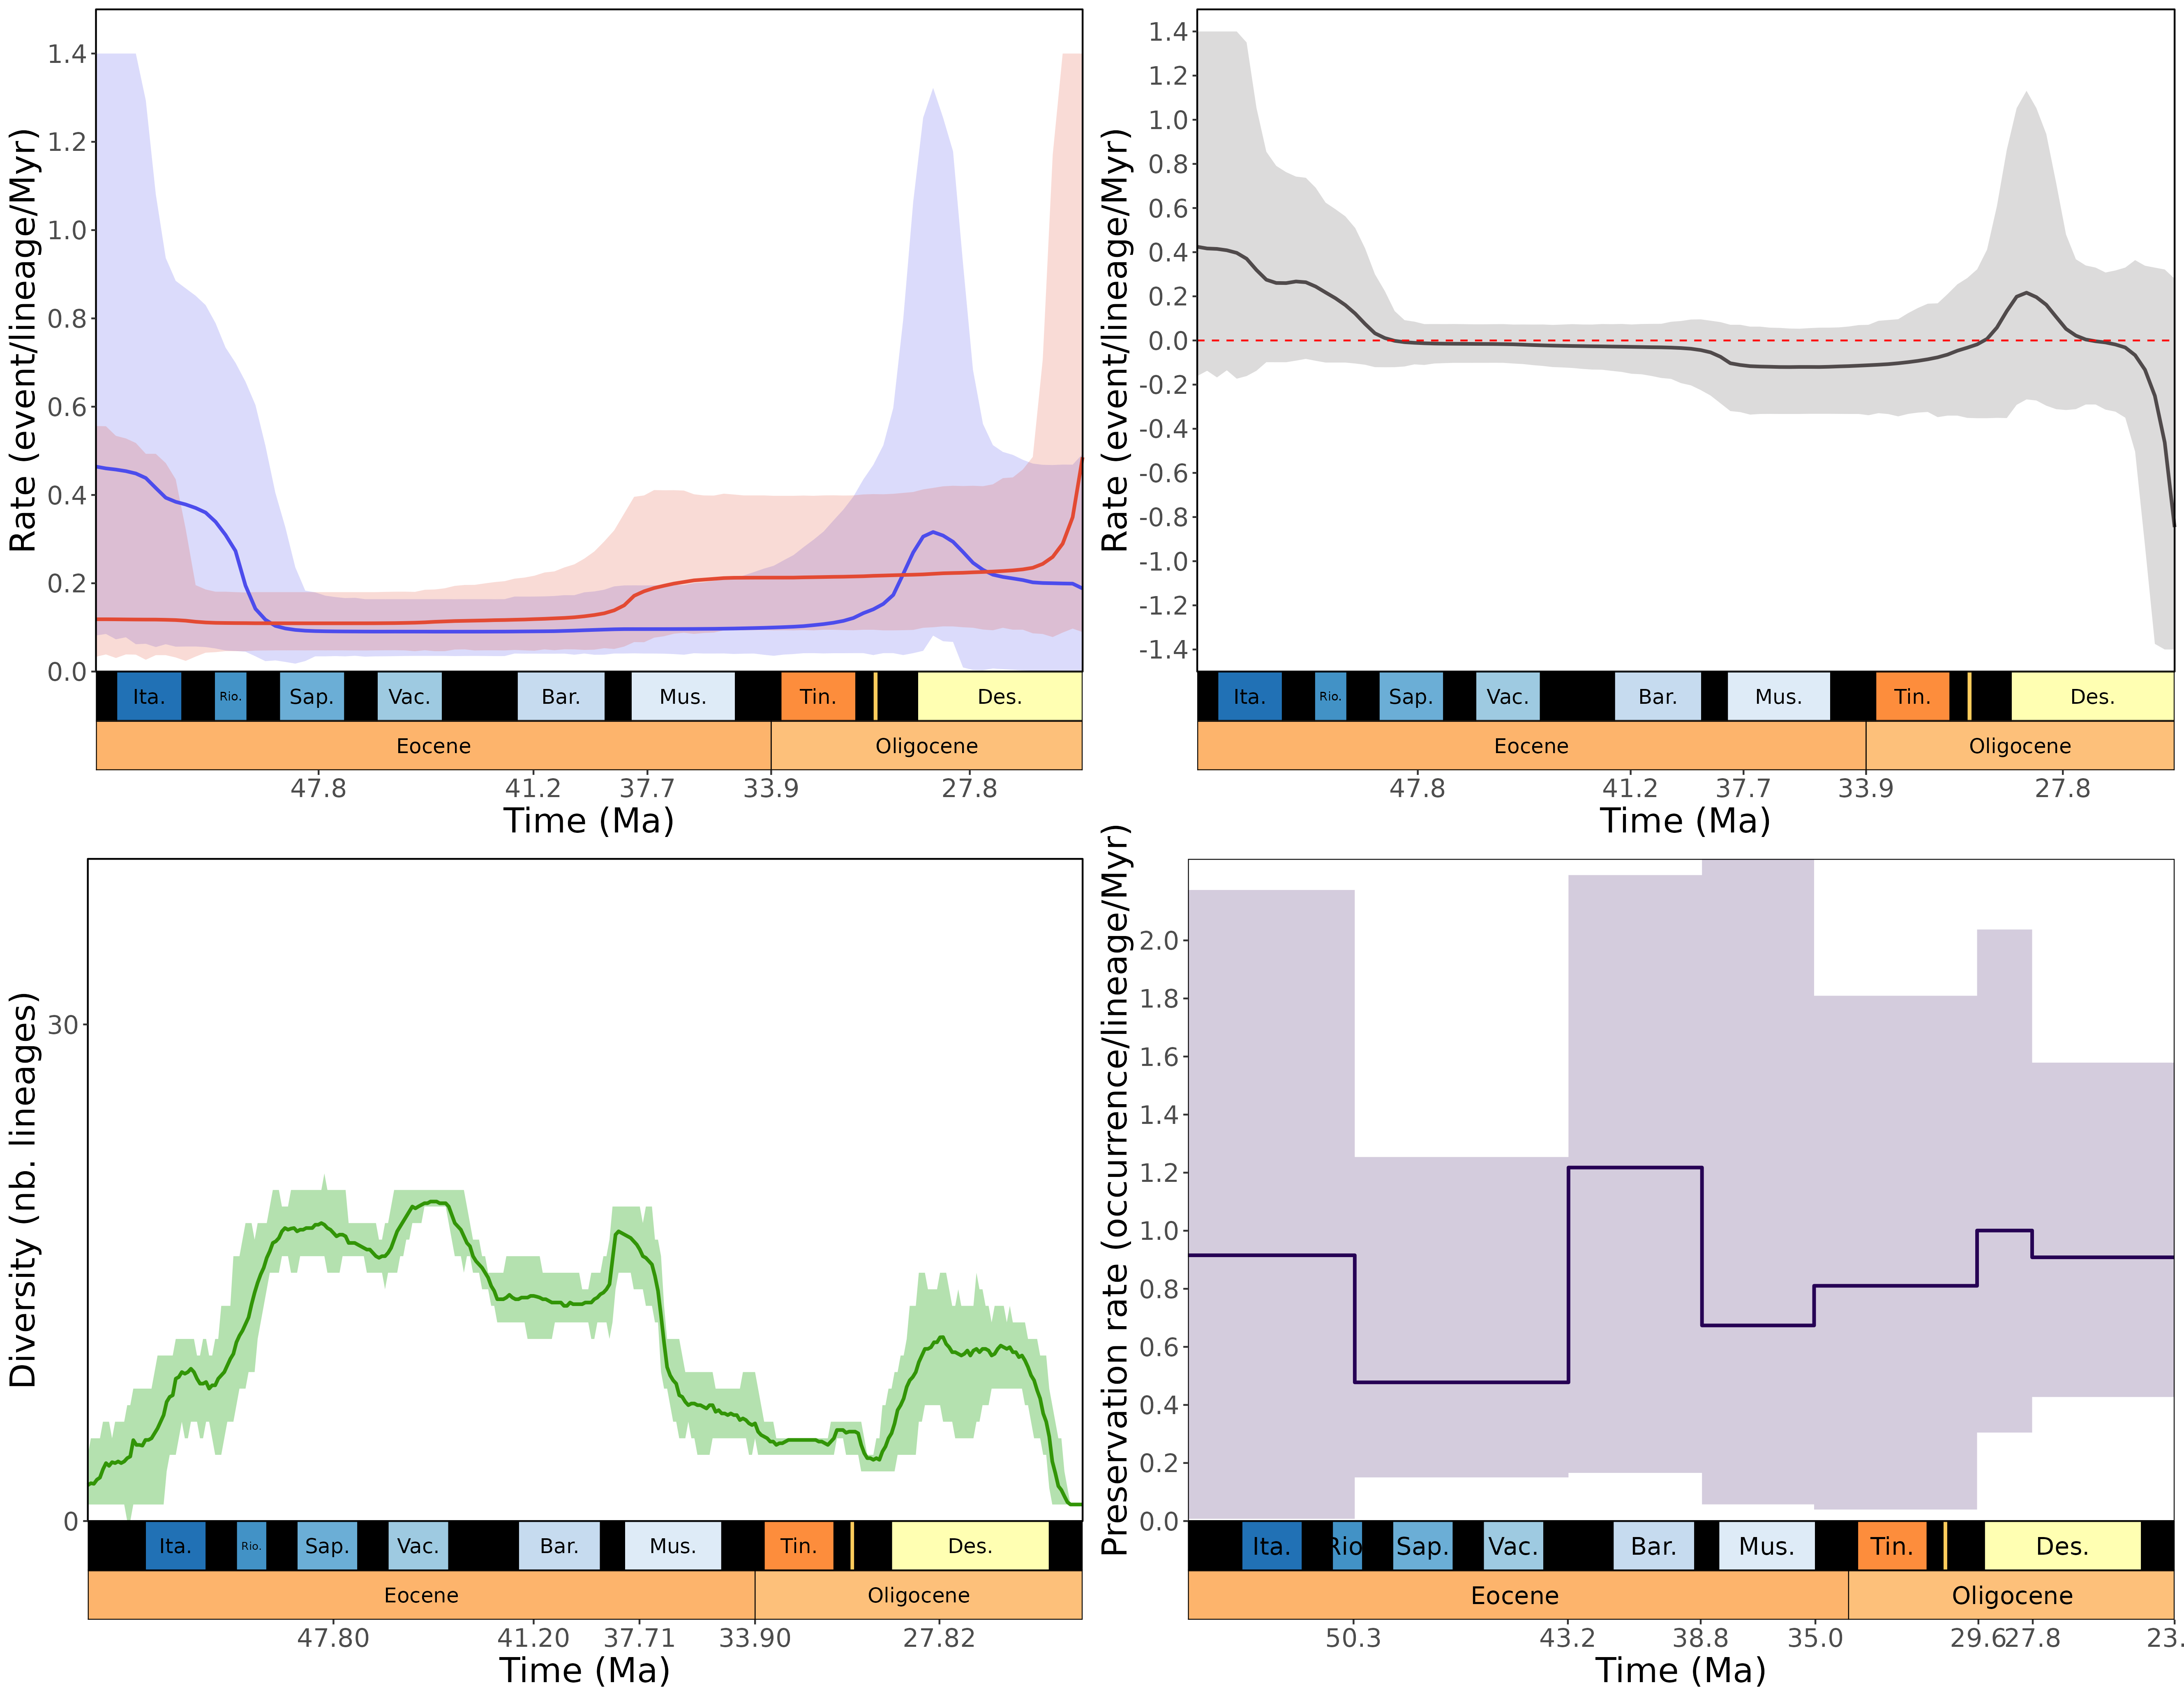 Rate (event/lineage/Myr)
1.4
1.2
1.0
0.8
0.6
0.4
0.2
0.0
Ita.
Rio.
Sap.
Vac.
Bar.
Mus.
Tin.
Des.
Eocene
Oligocene
47.8
41.2
37.7
33.9
27.8
Time (Ma)
Rate (event/lineage/Myr)
1.4
1.2
1.0
0.8
0.6
0.4
0.2
0.0
-0.2
-0.4
-0.6
-0.8
-1.0
-1.2
-1.4
Ita.
Rio.
Sap.
Vac.
Bar.
Mus.
Tin.
Des.
Eocene
Oligocene
47.8
41.2
37.7
33.9
27.8
Time (Ma)
Diversity (nb. lineages)
30
0
Ita.
Rio.
Sap.
Vac.
Bar.
Mus.
Tin.
Des.
Eocene
Oligocene
47.80
41.20
37.71
33.90
27.82
Time (Ma)
Preservation rate (occurrence/lineage/Myr)
2.0
1.8
1.6
1.4
1.2
1.0
0.8
0.6
0.4
0.2
0.0
Ita.
Rio
Sap.
Vac.
Bar.
Mus.
Tin.
Des.
Eocene
Oligocene
50.3
43.2
38.8
35.0
29.6
27.8
23.
Time (Ma)